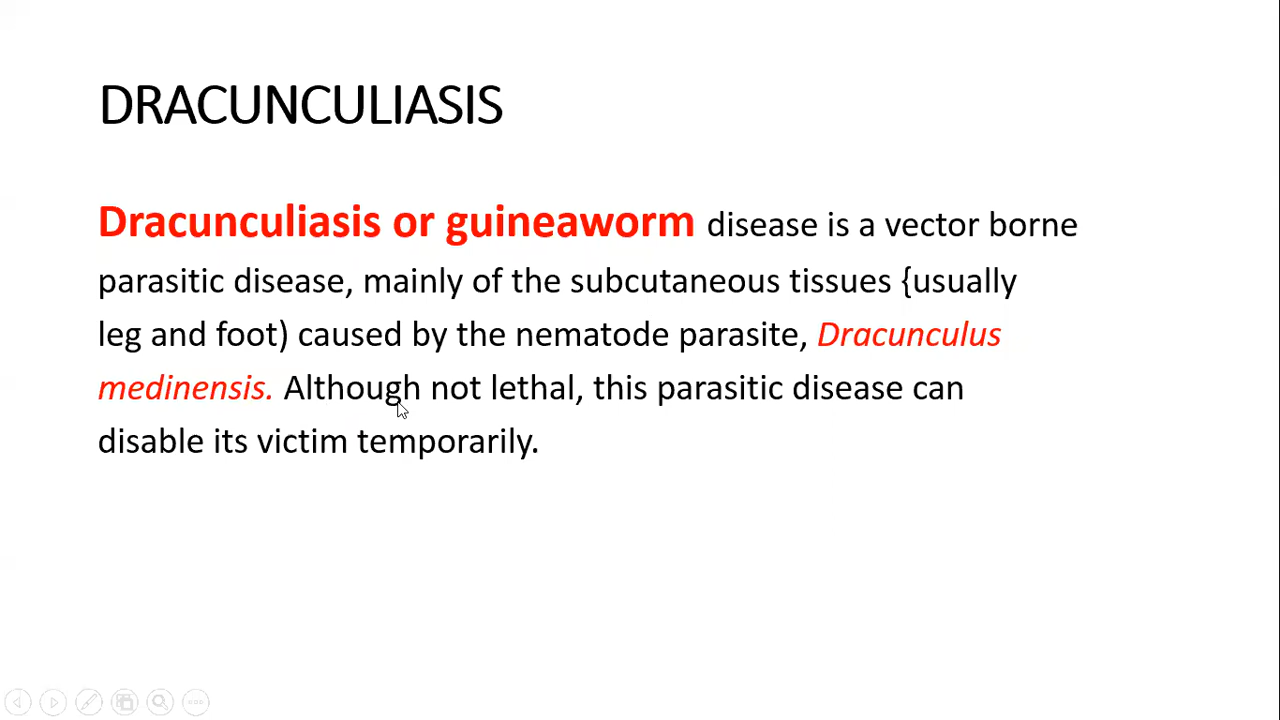 DRACUNCULIASIS
Dracunculiasis or guineaworm disease is a vector borne
parasitic disease, mainly of the subcutaneous tissues {usually
leg and foot) caused by the nematode parasite, Dracunculus
medinensis. Although not lethal, this parasitic disease can
disable its victim temporarily.